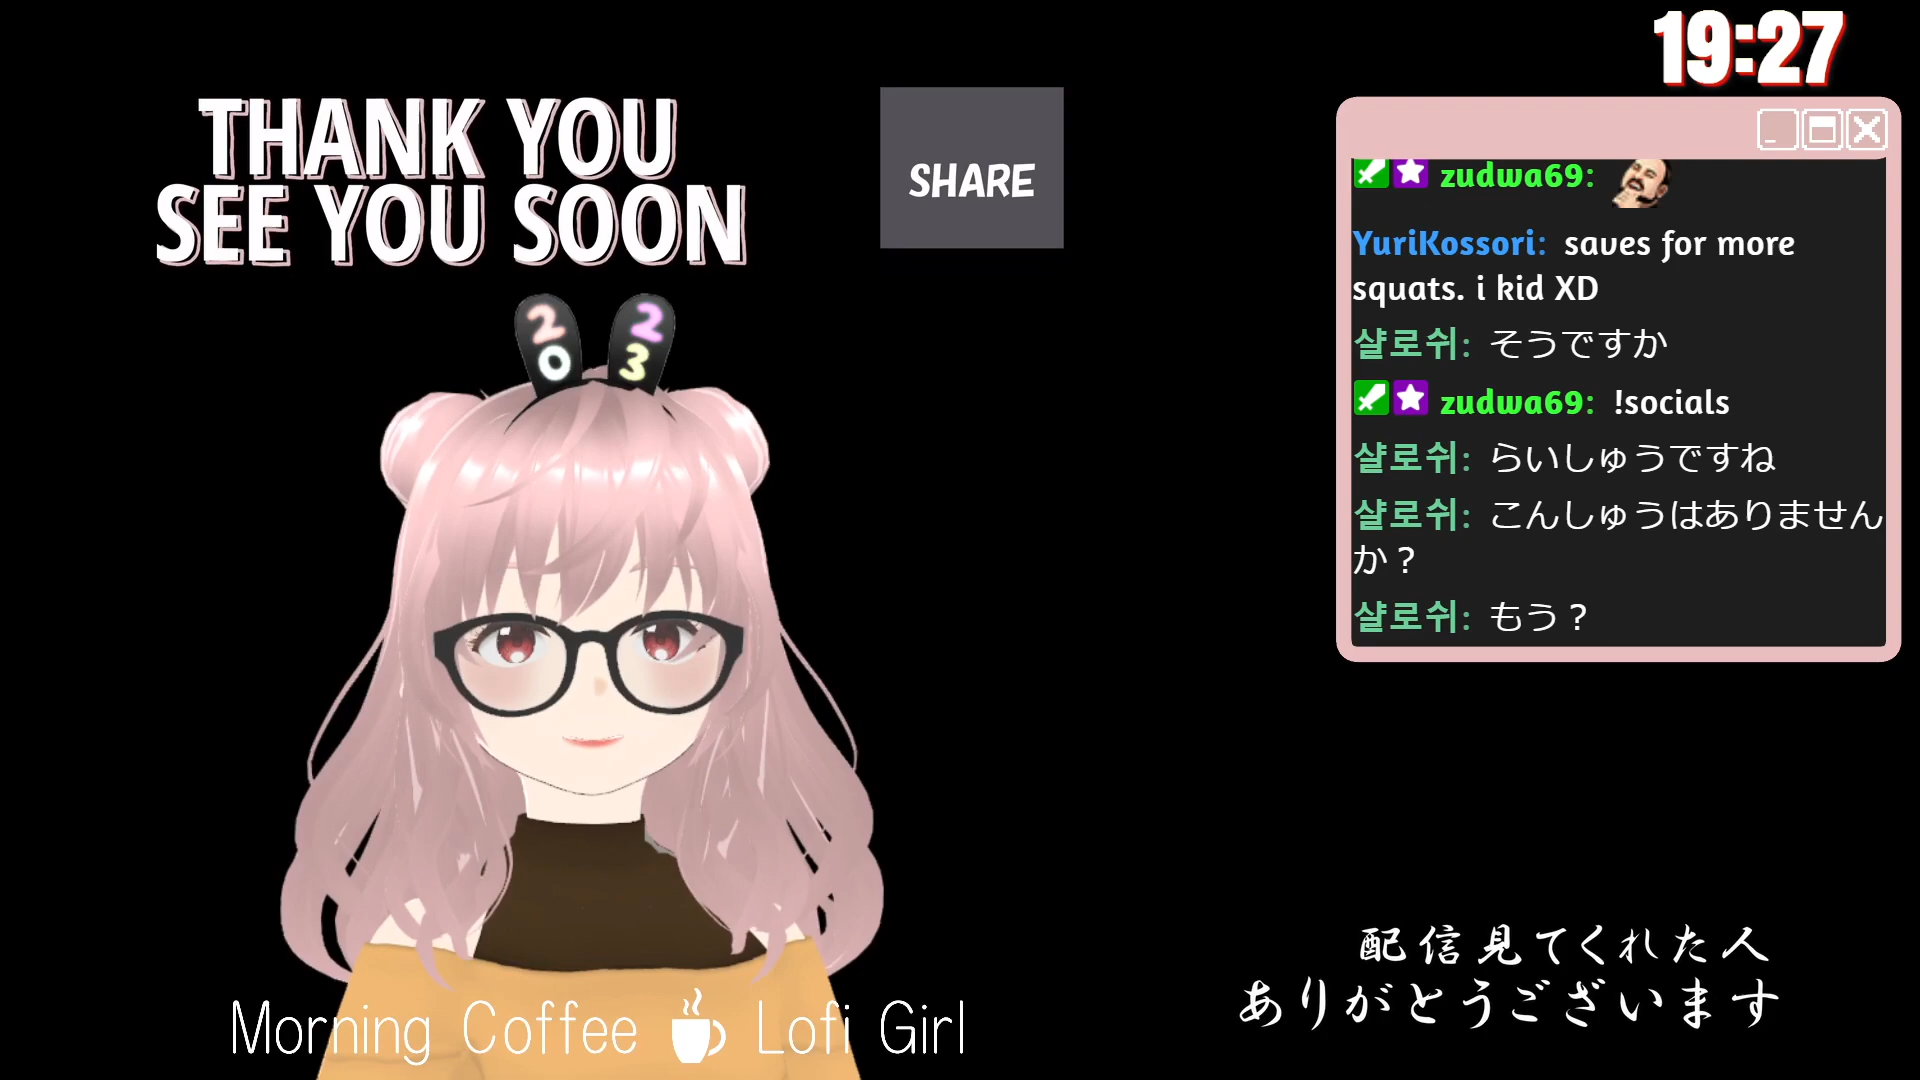 19:27
THANK YOU
SEE YOU SOON
SHARE
2 2
0 3
zudwa69:
YuriKossori: saves for more
squats. i kid XD
샬로쉬: そうですか
zudwa69: !socials
샬로쉬: らいしゅうですね
샬로쉬: こんしゅうはありません
か？
샬로쉬: もう？
配信見てくれた人
ありがとうございます
Morning Coffee Lofi Girl